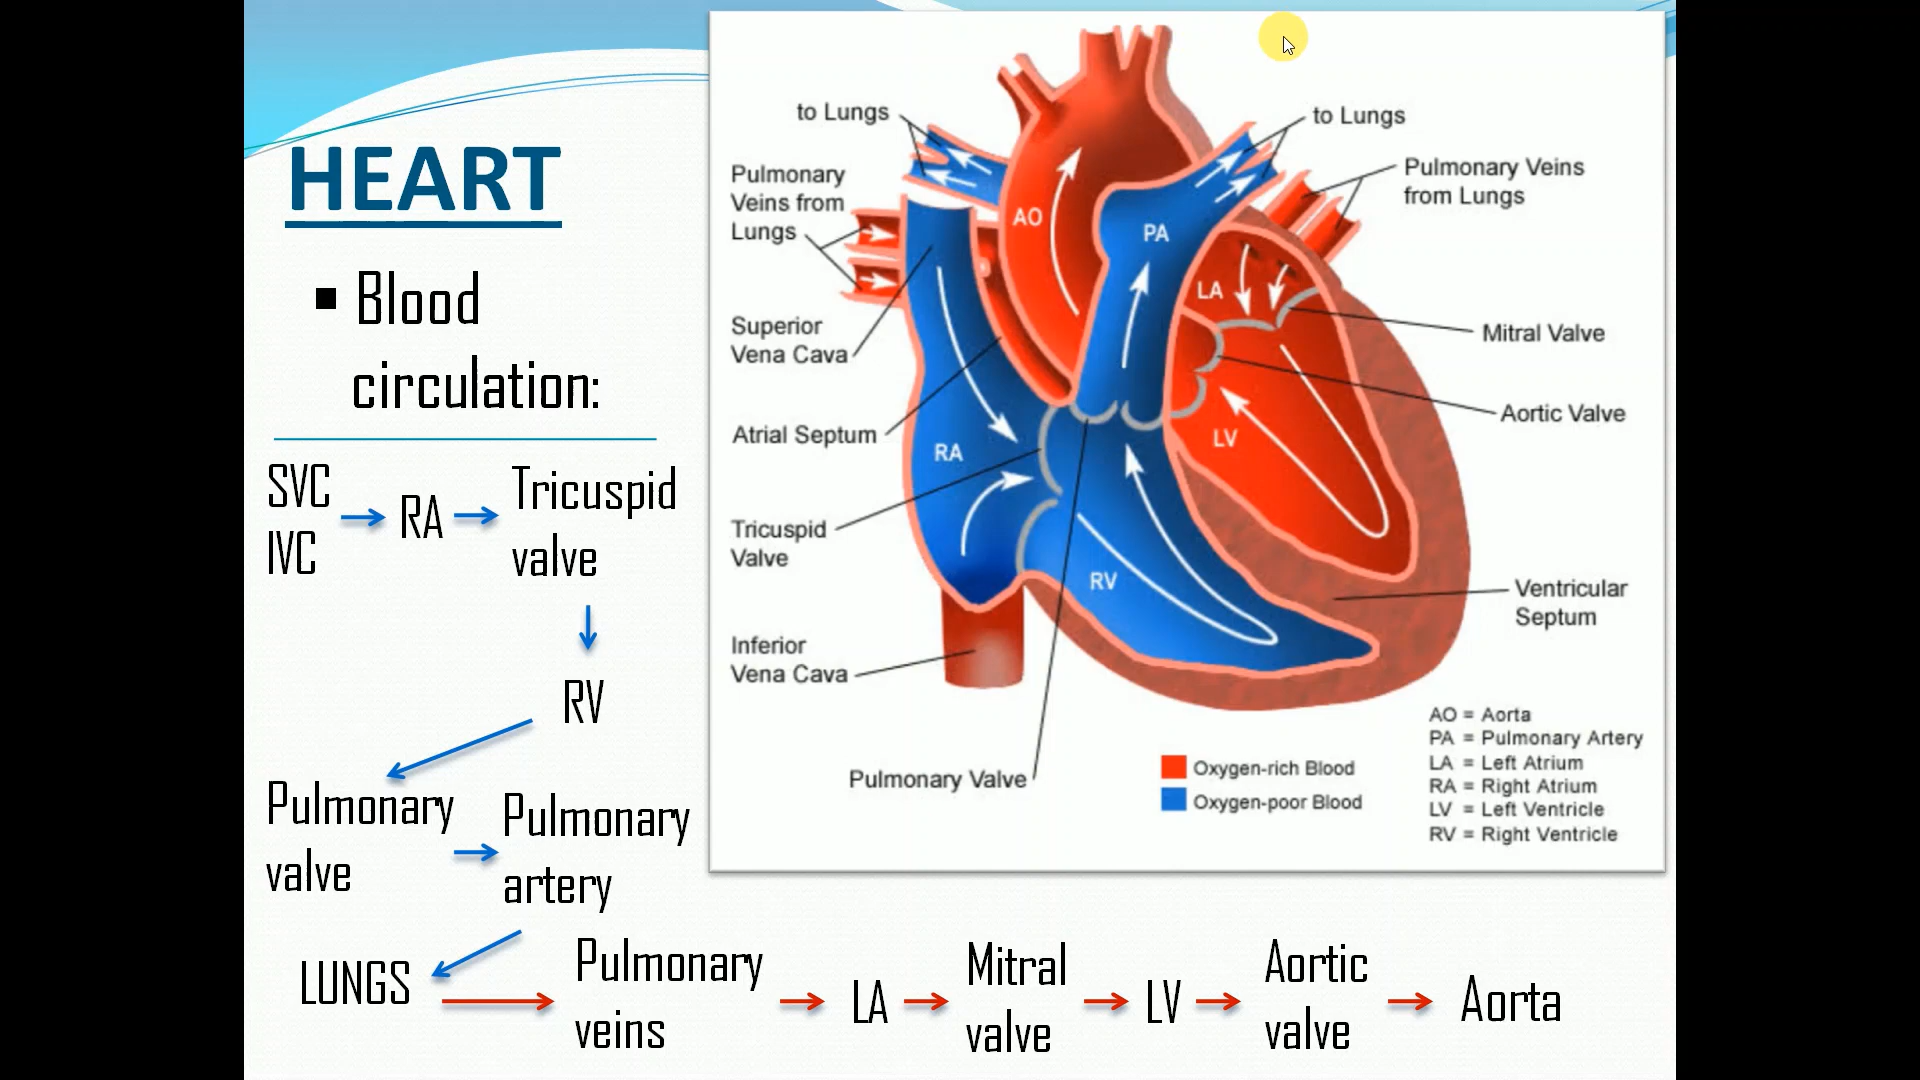 HEART
▪ Blood
circulation:
SVC
IVC
RA
Tricuspid
valve
RV
Pulmonary
valve
Pulmonary
artery
LUNGS
Pulmonary
veins
LA
Mitral
valve
LV
Aortic
valve
Aorta
to Lungs
Pulmonary
Veins from
Lungs
Superior
Vena Cava
Atrial Septum
Tricuspid
Valve
Inferior
Vena Cava
Pulmonary Valve
AO
PA
LA
RA
LV
RV
to Lungs
Pulmonary Veins
from Lungs
Mitral Valve
Aortic Valve
Ventricular
Septum
Oxygen-rich Blood
Oxygen-poor Blood
AO = Aorta
PA = Pulmonary Artery
LA = Left Atrium
RA = Right Atrium
LV = Left Ventricle
RV = Right Ventricle